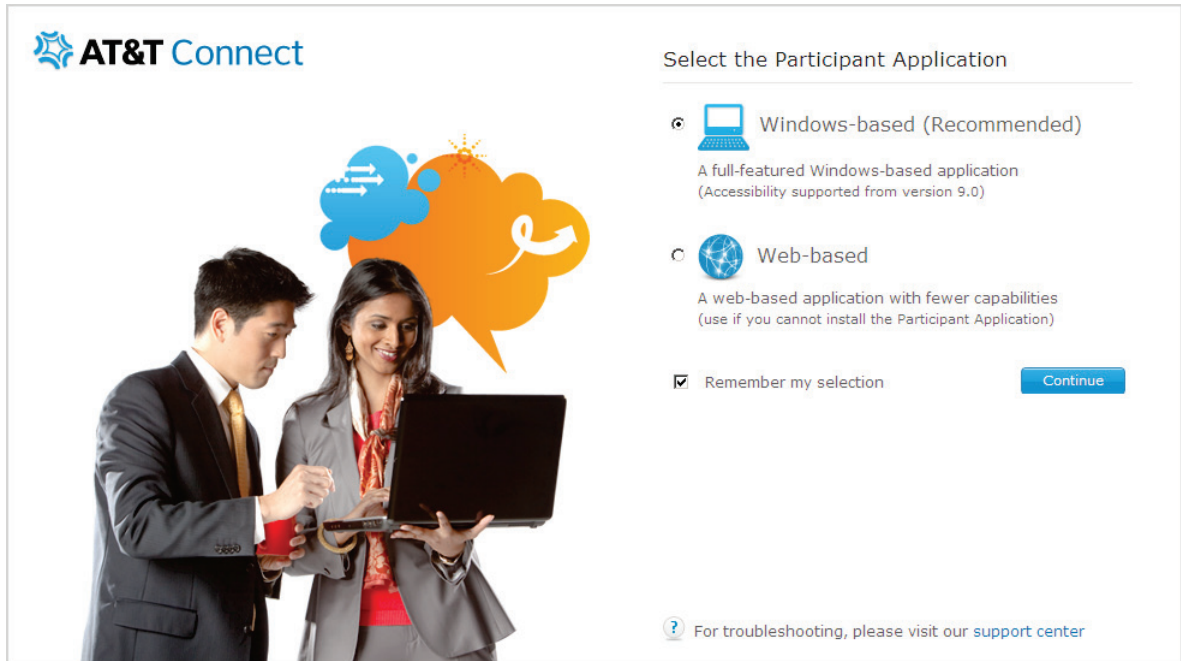 AT&T Connect
Select the Participant Application
Windows-based (Recommended)
A full-featured Windows-based application
(Accessibility supported from version 9.0)
Web-based
A web-based application with fewer capabilities
(use if you cannot install the Participant Application)
Remember my selection
Continue
? For troubleshooting, please visit our support center